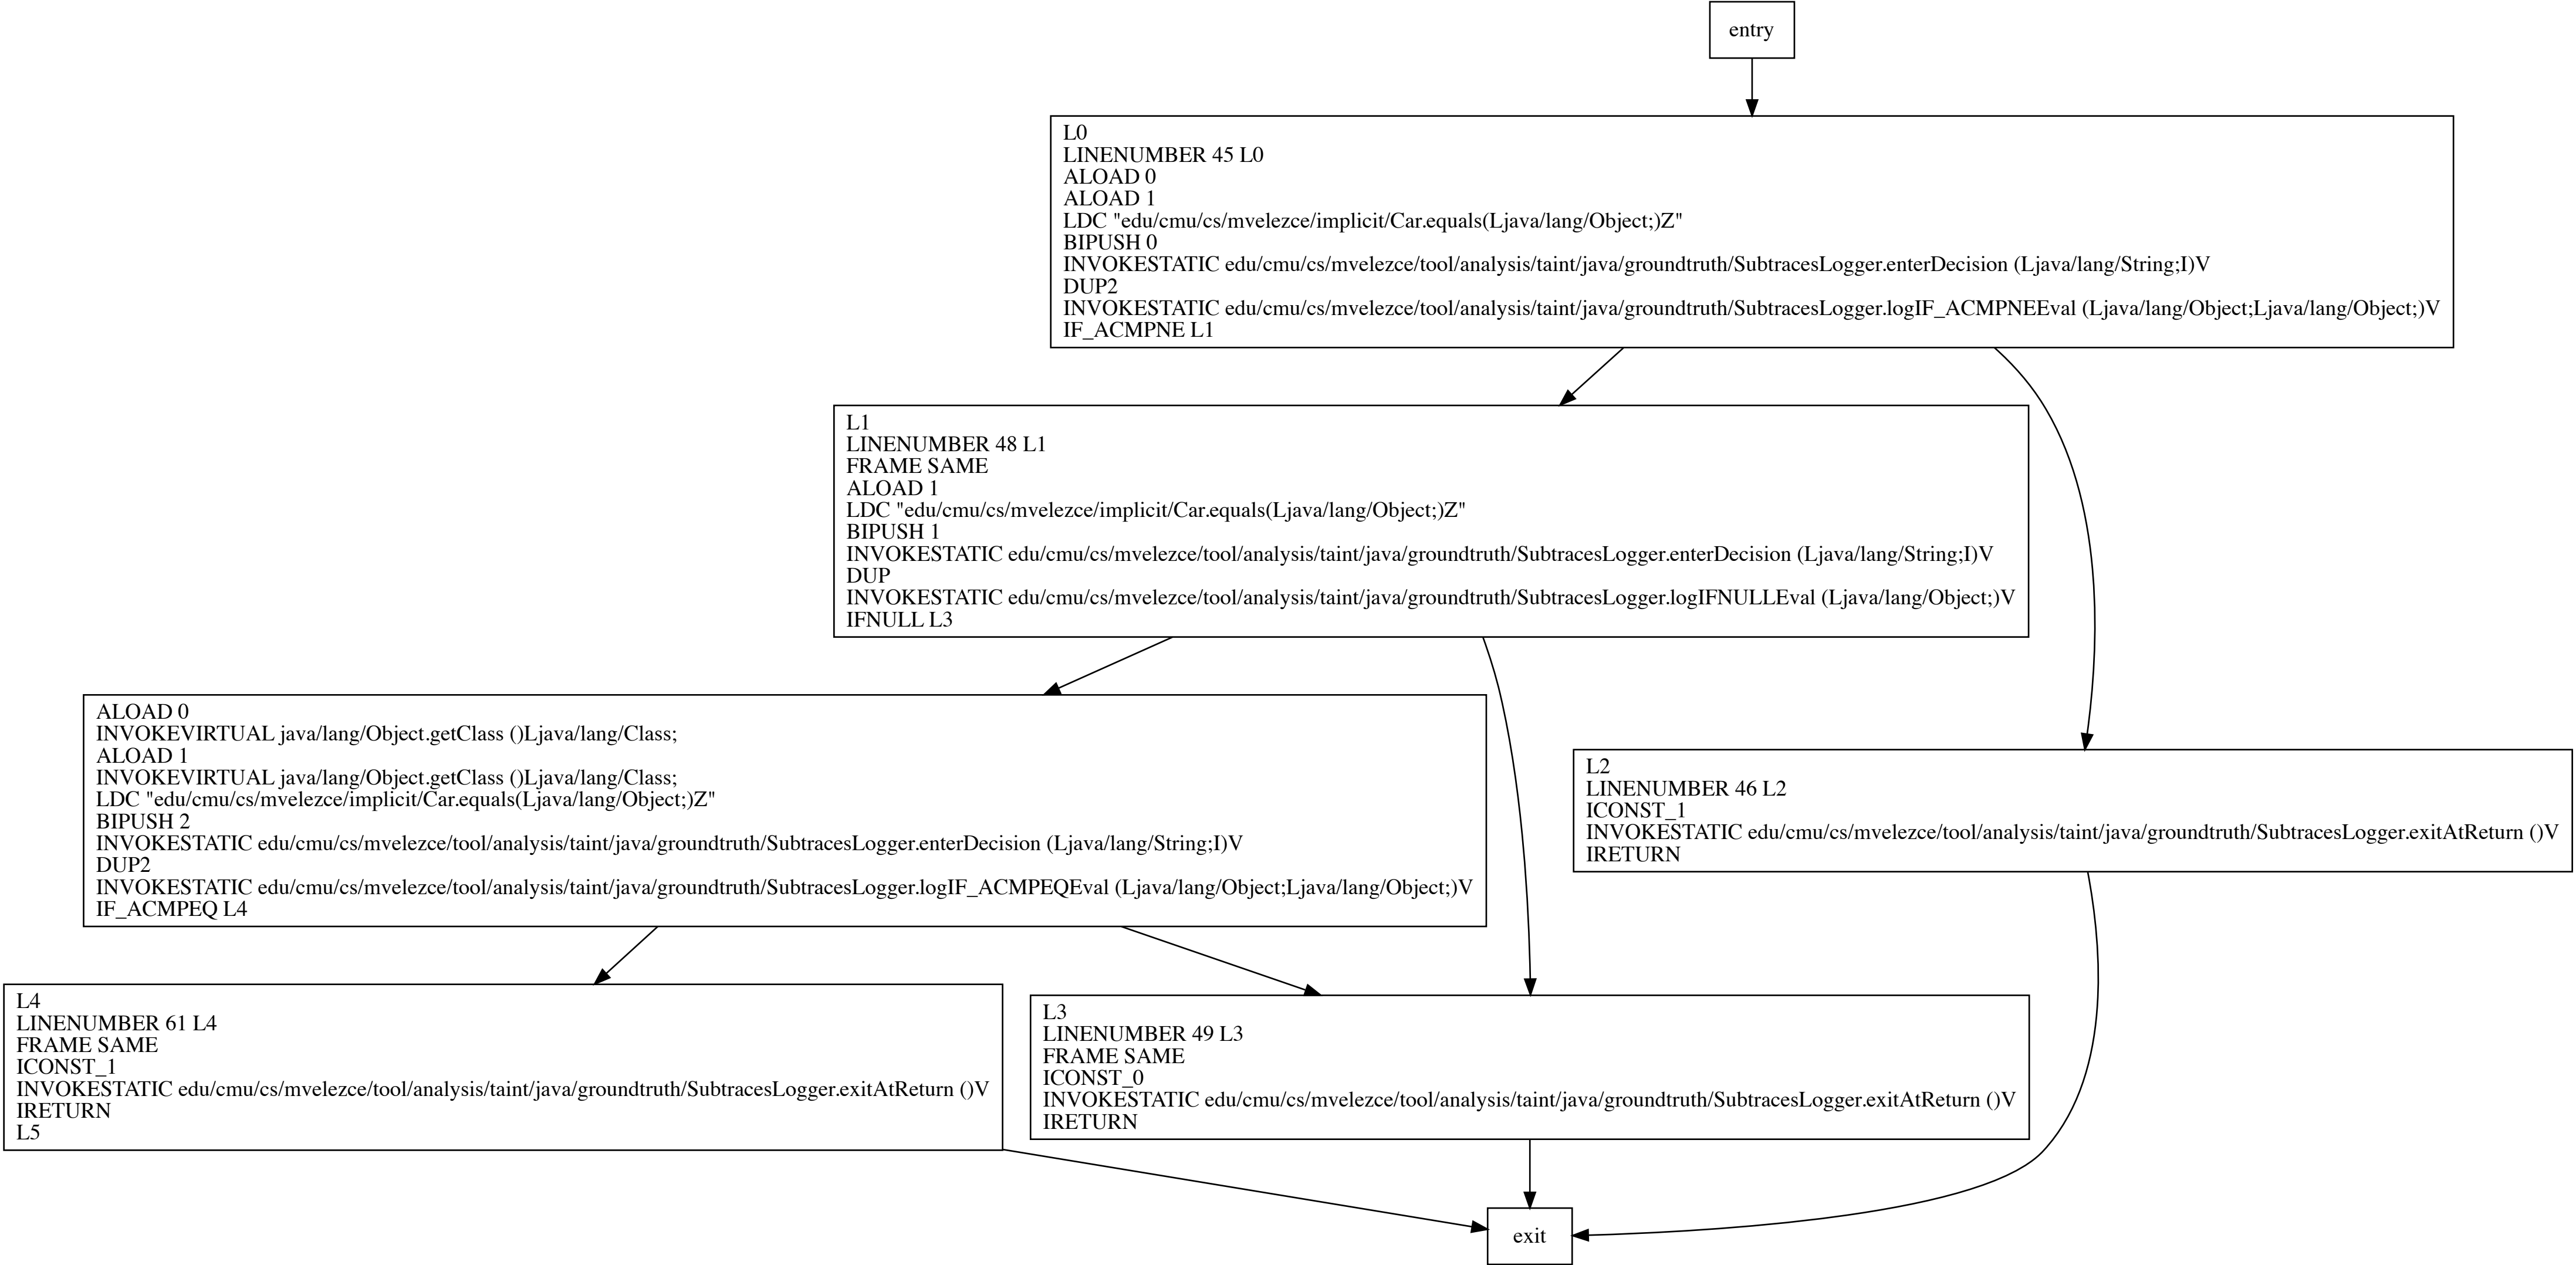 entry
L0
LINENUMBER 45 L0
ALOAD 0
ALOAD 1
LDC "edu/cmu/cs/mvelezce/implicit/Car.equals(Ljava/lang/Object;)Z"
BIPUSH 0
INVOKESTATIC edu/cmu/cs/mvelezce/tool/analysis/taint/java/groundtruth/SubtracesLogger.enterDecision (Ljava/lang/String;I)V
DUP2
INVOKESTATIC edu/cmu/cs/mvelezce/tool/analysis/taint/java/groundtruth/SubtracesLogger.logIF_ACMPNEEval (Ljava/lang/Object;Ljava/lang/Object;)V
IF_ACMPNE L1
L1
LINENUMBER 48 L1
FRAME SAME
ALOAD 1
LDC "edu/cmu/cs/mvelezce/implicit/Car.equals(Ljava/lang/Object;)Z"
BIPUSH 1
INVOKESTATIC edu/cmu/cs/mvelezce/tool/analysis/taint/java/groundtruth/SubtracesLogger.enterDecision (Ljava/lang/String;I)V
DUP
INVOKESTATIC edu/cmu/cs/mvelezce/tool/analysis/taint/java/groundtruth/SubtracesLogger.logIFNULLEval (Ljava/lang/Object;)V
IFNULL L3
ALOAD 0
INVOKEVIRTUAL java/lang/Object.getClass ()Ljava/lang/Class;
ALOAD 1
INVOKEVIRTUAL java/lang/Object.getClass ()Ljava/lang/Class;
LDC "edu/cmu/cs/mvelezce/implicit/Car.equals(Ljava/lang/Object;)Z"
BIPUSH 2
INVOKESTATIC edu/cmu/cs/mvelezce/tool/analysis/taint/java/groundtruth/SubtracesLogger.enterDecision (Ljava/lang/String;I)V
DUP2
INVOKESTATIC edu/cmu/cs/mvelezce/tool/analysis/taint/java/groundtruth/SubtracesLogger.logIF_ACMPEQEval (Ljava/lang/Object;Ljava/lang/Object;)V
IF_ACMPEQ L4
L2
LINENUMBER 46 L2
ICONST_1
INVOKESTATIC edu/cmu/cs/mvelezce/tool/analysis/taint/java/groundtruth/SubtracesLogger.exitAtReturn ()V
IRETURN
L4
LINENUMBER 61 L4
FRAME SAME
ICONST_1
INVOKESTATIC edu/cmu/cs/mvelezce/tool/analysis/taint/java/groundtruth/SubtracesLogger.exitAtReturn ()V
IRETURN
L5
L3
LINENUMBER 49 L3
FRAME SAME
ICONST_0
INVOKESTATIC edu/cmu/cs/mvelezce/tool/analysis/taint/java/groundtruth/SubtracesLogger.exitAtReturn ()V
IRETURN
exit